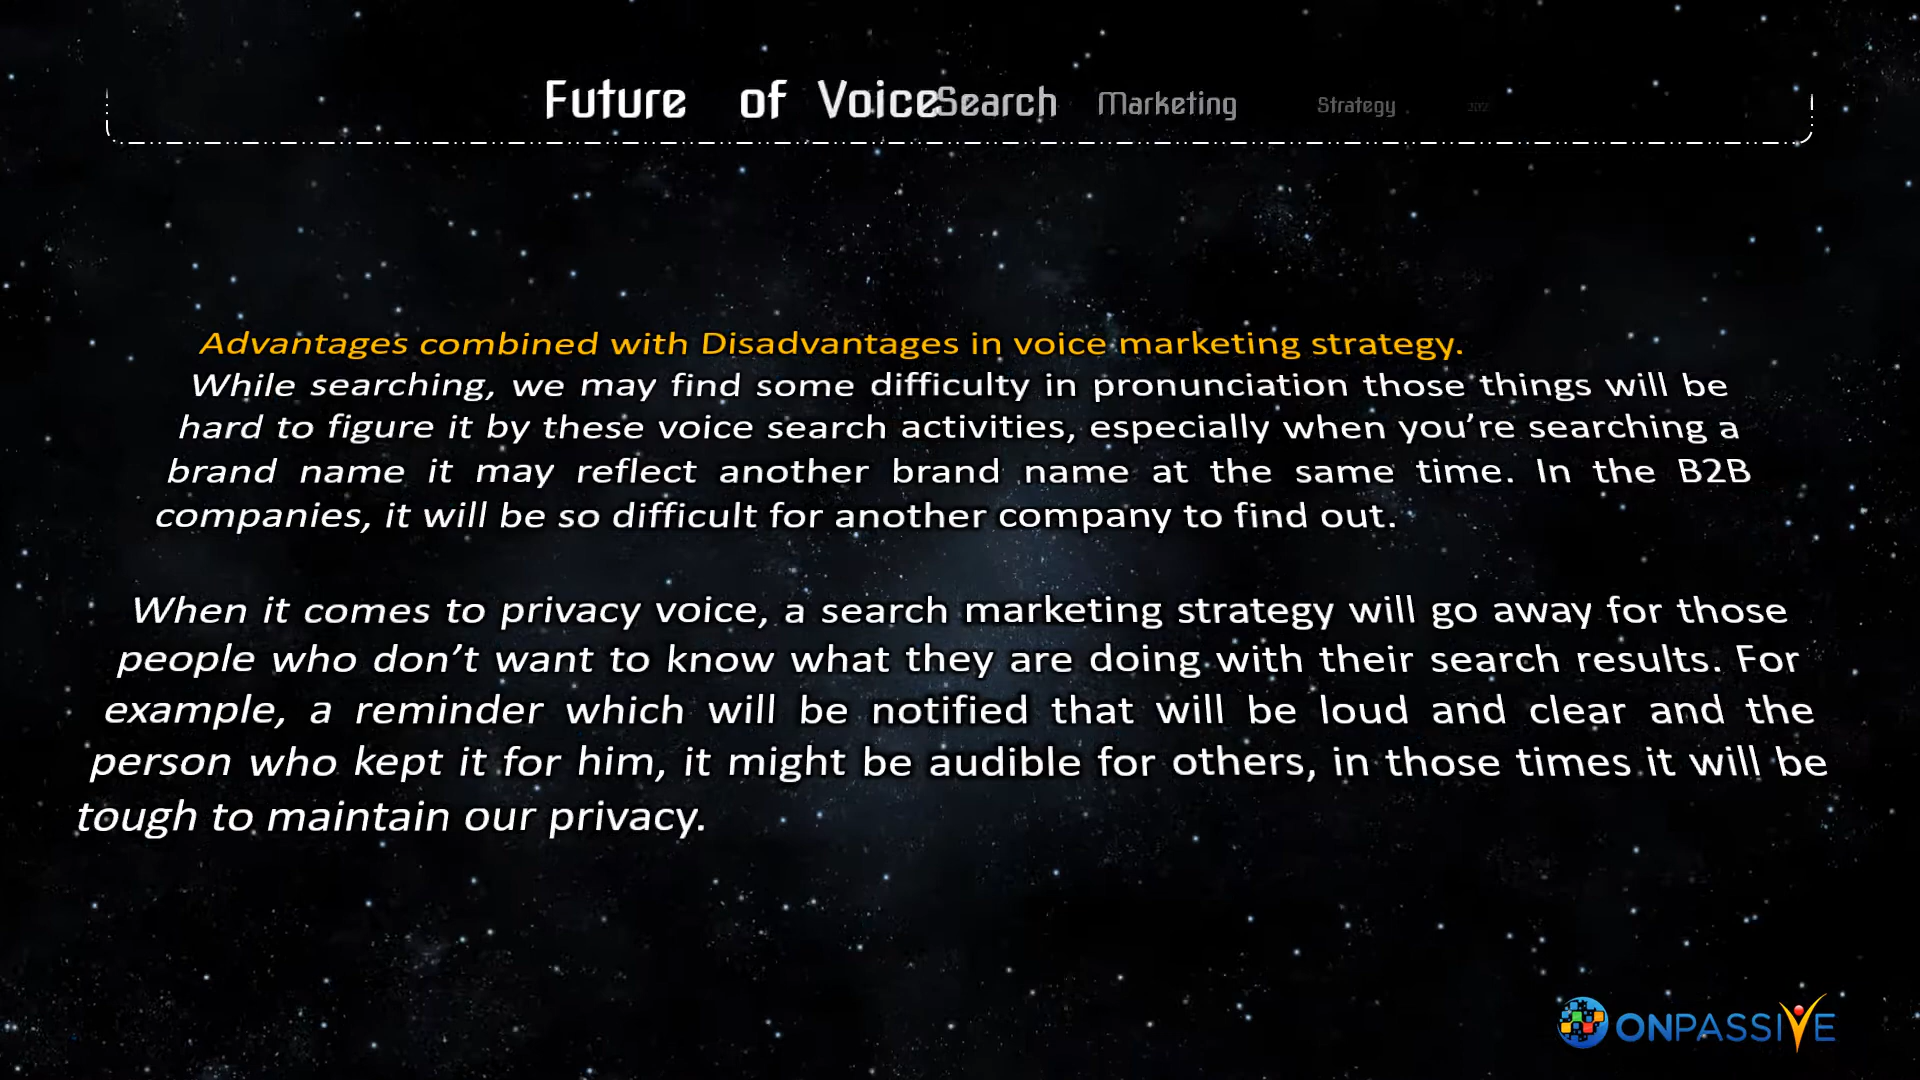 Future of Voice Search Marketing Strategy
Advantages combined with Disadvantages in voice marketing strategy.
While searching, we may find some difficulty in pronunciation those things will be
hard to figure it by these voice search activities, especially when you're searching a
brand name it may reflect another brand name at the same time. In the B2B
companies, it will be so difficult for another company to find out.
When it comes to privacy voice, a search marketing strategy will go away for those
people who don't want to know what they are doing with their search results. For
example, a reminder which will be notified that will be loud and clear and the
person who kept it for him, it might be audible for others, in those times it will be
tough to maintain our privacy.
ONPASSIVE